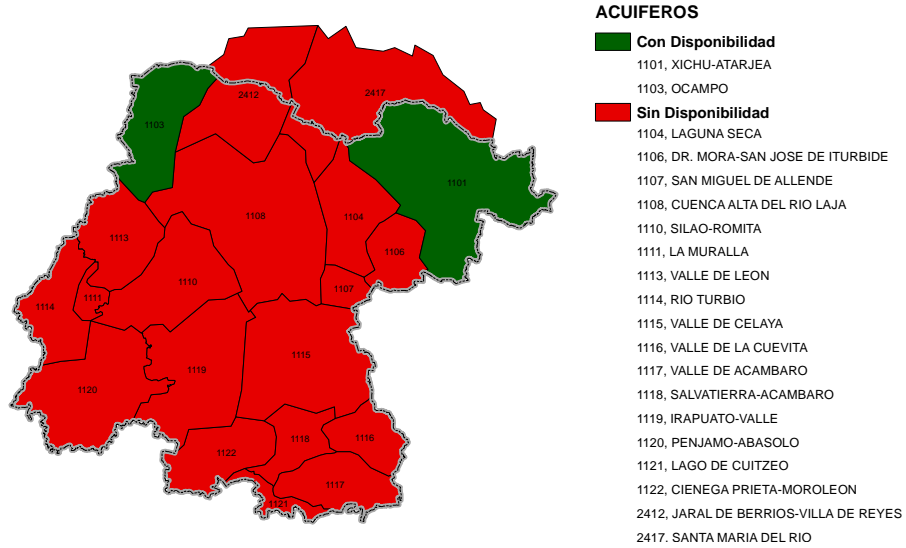 ACUIFEROS
Con Disponibilidad
1101, XICHU-ATARJEA
1103, OCAMPO
Sin Disponibilidad
1104, LAGUNA SECA
1106, DR. MORA-SAN JOSE DE ITURBIDE
1107, SAN MIGUEL DE ALLENDE
1108, CUENCA ALTA DEL RIO LAJA
1110, SILAO-ROMITA
1111, LA MURALLA
1113, VALLE DE LEON
1114, RIO TURBIO
1115, VALLE DE CELAYA
1116, VALLE DE LA CUEVITA
1117, VALLE DE ACAMBARO
1118, SALVATIERRA-ACAMBARO
1119, IRAPUATO-VALLE
1120, PENJAMO-ABASOLO
1121, LAGO DE CUITZEO
1122, CIENEGA PRIETA-MOROLEON
2412, JARAL DE BERRIOS-VILLA DE REYES
2417, SANTA MARIA DEL RIO
2412
2417
1103
1101
1108
1104
1113
1106
1110
1107
1111
1114
1115
1119
1120
1118
1116
1122
1117
1121